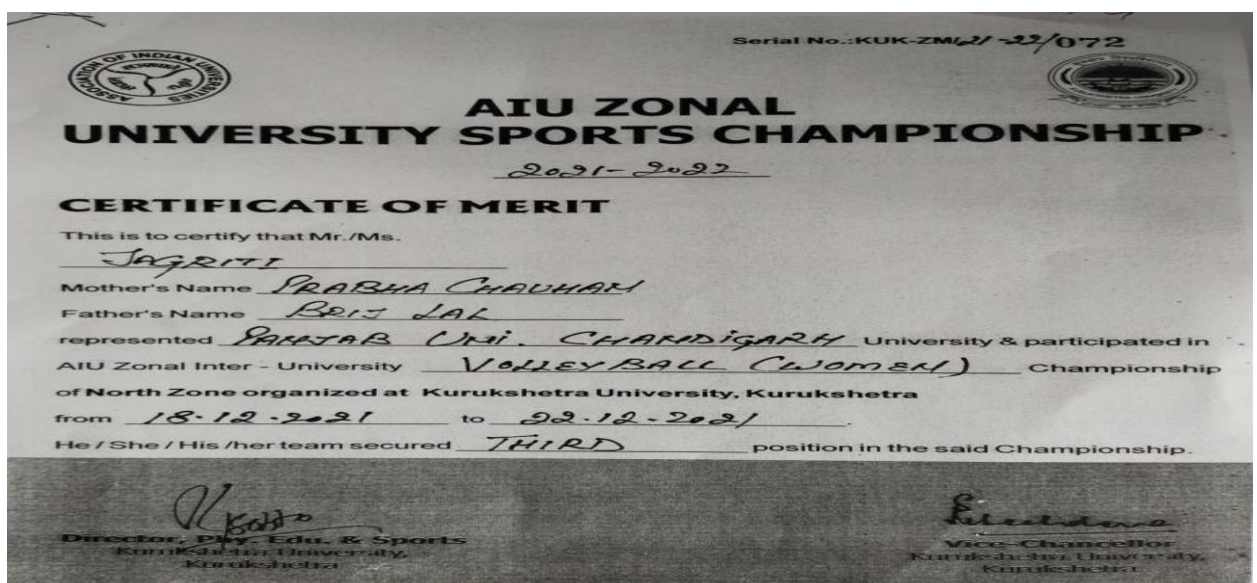 Serial No.:KUK-ZM/21-22/072
ASSOCIATION OF INDIAN UNIVERSITIES
AIU ZONAL
UNIVERSITY SPORTS CHAMPIONSHIP
2021-2022
CERTIFICATE OF MERIT
This is to certify that Mr./Ms.
JAGRITI
Mother's Name PRABHA CHAUHAN
Father's Name BRIJ LAL
represented PANJAB UNI. CHANDIGARH University & participated in
AIU Zonal Inter - University VOLLEYBALL (WOMEN) Championship
of North Zone organized at Kurukshetra University, Kurukshetra
from 18.12.2021 to 22.12.2021.
He / She / His /her team secured THIRD position in the said Championship.
Director, Phy. Edu. & Sports
Kurukshetra University,
Kurukshetra
Vice-Chancellor
Kurukshetra University,
Kurukshetra